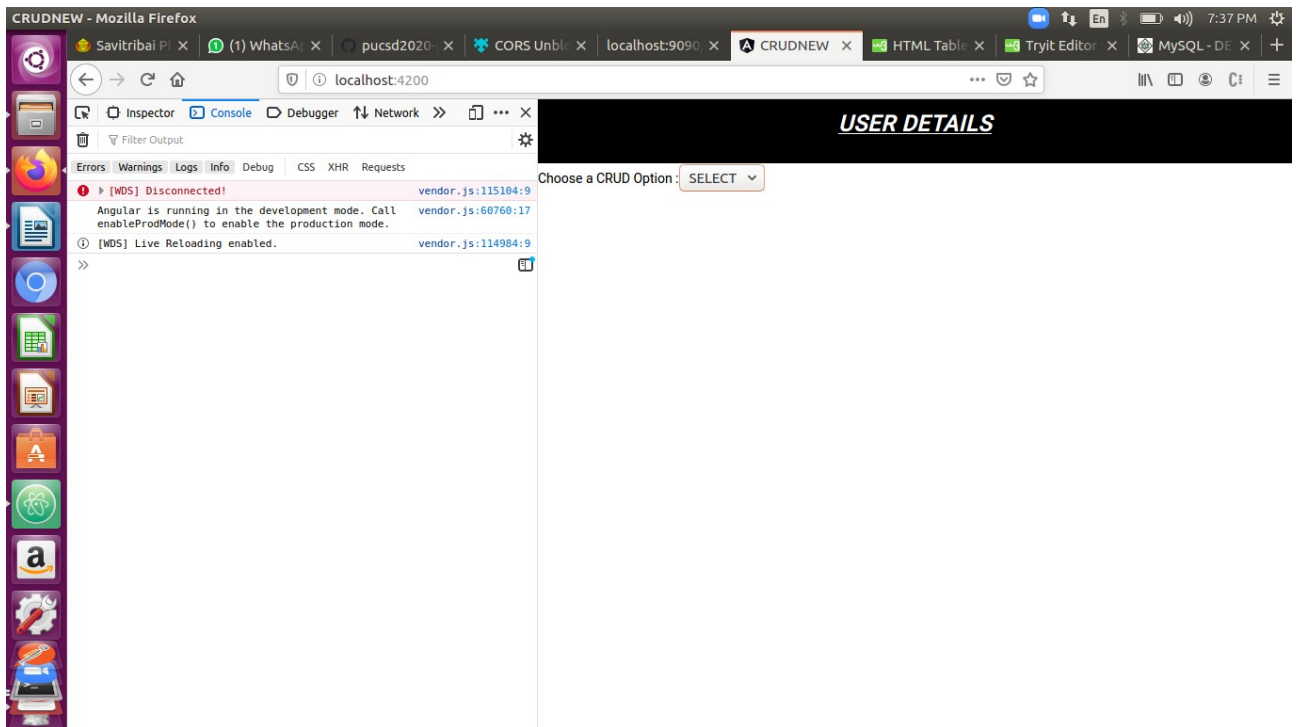 CRUDNEW - Mozilla Firefox
En
7:37 PM
Savitribai P
(1) WhatsA
pucsd2020-
CORS Unblo
localhost:9090
CRUDNEW
HTML Table
Tryit Editor
MySQL - DE
localhost:4200
Inspector Console Debugger Network
USER DETAILS
Filter Output
Errors Warnings Logs Info Debug CSS XHR Requests
Choose a CRUD Option : SELECT
[WDS] Disconnected! vendor.js:115104:9
Angular is running in the development mode. Call vendor.js:60760:17
enableProdMode() to enable the production mode.
[WDS] Live Reloading enabled. vendor.js:114984:9